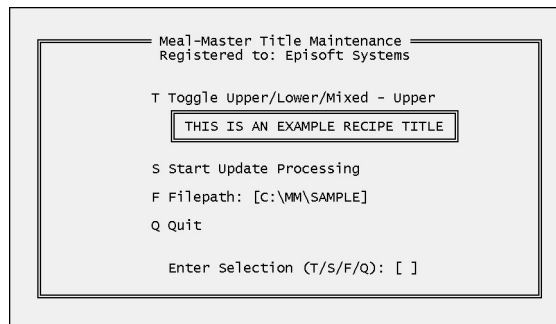 Meal-Master Title Maintenance
Registered to: Episoft Systems
T Toggle Upper/Lower/Mixed - Upper
THIS IS AN EXAMPLE RECIPE TITLE
S Start Update Processing
F Filepath: [C:\MM\SAMPLE]
Q Quit
Enter Selection (T/S/F/Q): [ ]